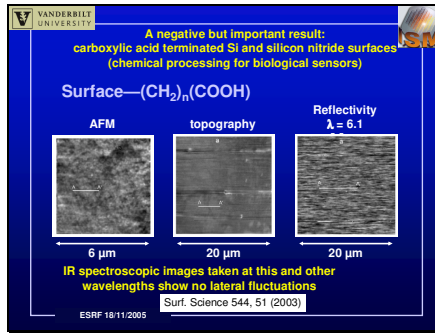 VANDERBILT
UNIVERSITY
A negative but important result:
carboxylic acid terminated Si and silicon nitride surfaces
(chemical processing for biological sensors)
Surface—(CH₂)ₙ(COOH)
AFM
topography
Reflectivity
λ = 6.1
6 µm
20 µm
20 µm
IR spectroscopic images taken at this and other
wavelengths show no lateral fluctuations
Surf. Science 544, 51 (2003)
ESRF 18/11/2005